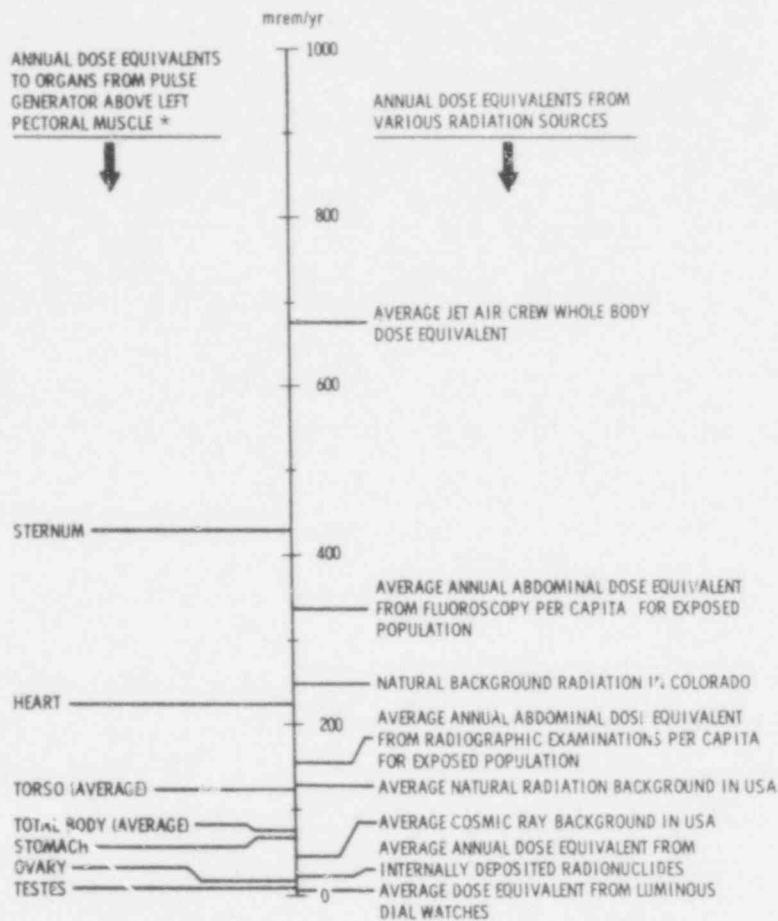 mrem/yr
ANNUAL DOSE EQUIVALENTS
TO ORGANS FROM PULSE
GENERATOR ABOVE LEFT
PECTORAL MUSCLE *
ANNUAL DOSE EQUIVALENTS FROM
VARIOUS RADIATION SOURCES
1000
800
AVERAGE JET AIR CREW WHOLE BODY
DOSE EQUIVALENT
600
STERNUM
400
AVERAGE ANNUAL ABDOMINAL DOSE EQUIVALENT
FROM FLUOROSCOPY PER CAPITA FOR EXPOSED
POPULATION
NATURAL BACKGROUND RADIATION IN COLORADO
HEART
200
AVERAGE ANNUAL ABDOMINAL DOSE EQUIVALENT
FROM RADIOGRAPHIC EXAMINATIONS PER CAPITA
FOR EXPOSED POPULATION
TORSO (AVERAGE)
AVERAGE NATURAL RADIATION BACKGROUND IN USA
TOTAL BODY (AVERAGE)
AVERAGE COSMIC RAY BACKGROUND IN USA
STOMACH
AVERAGE ANNUAL DOSE EQUIVALENT FROM
INTERNALLY DEPOSITED RADIONUCLIDES
OVARY
TESTES
0
AVERAGE DOSE EQUIVALENT FROM LUMINOUS
DIAL WATCHES